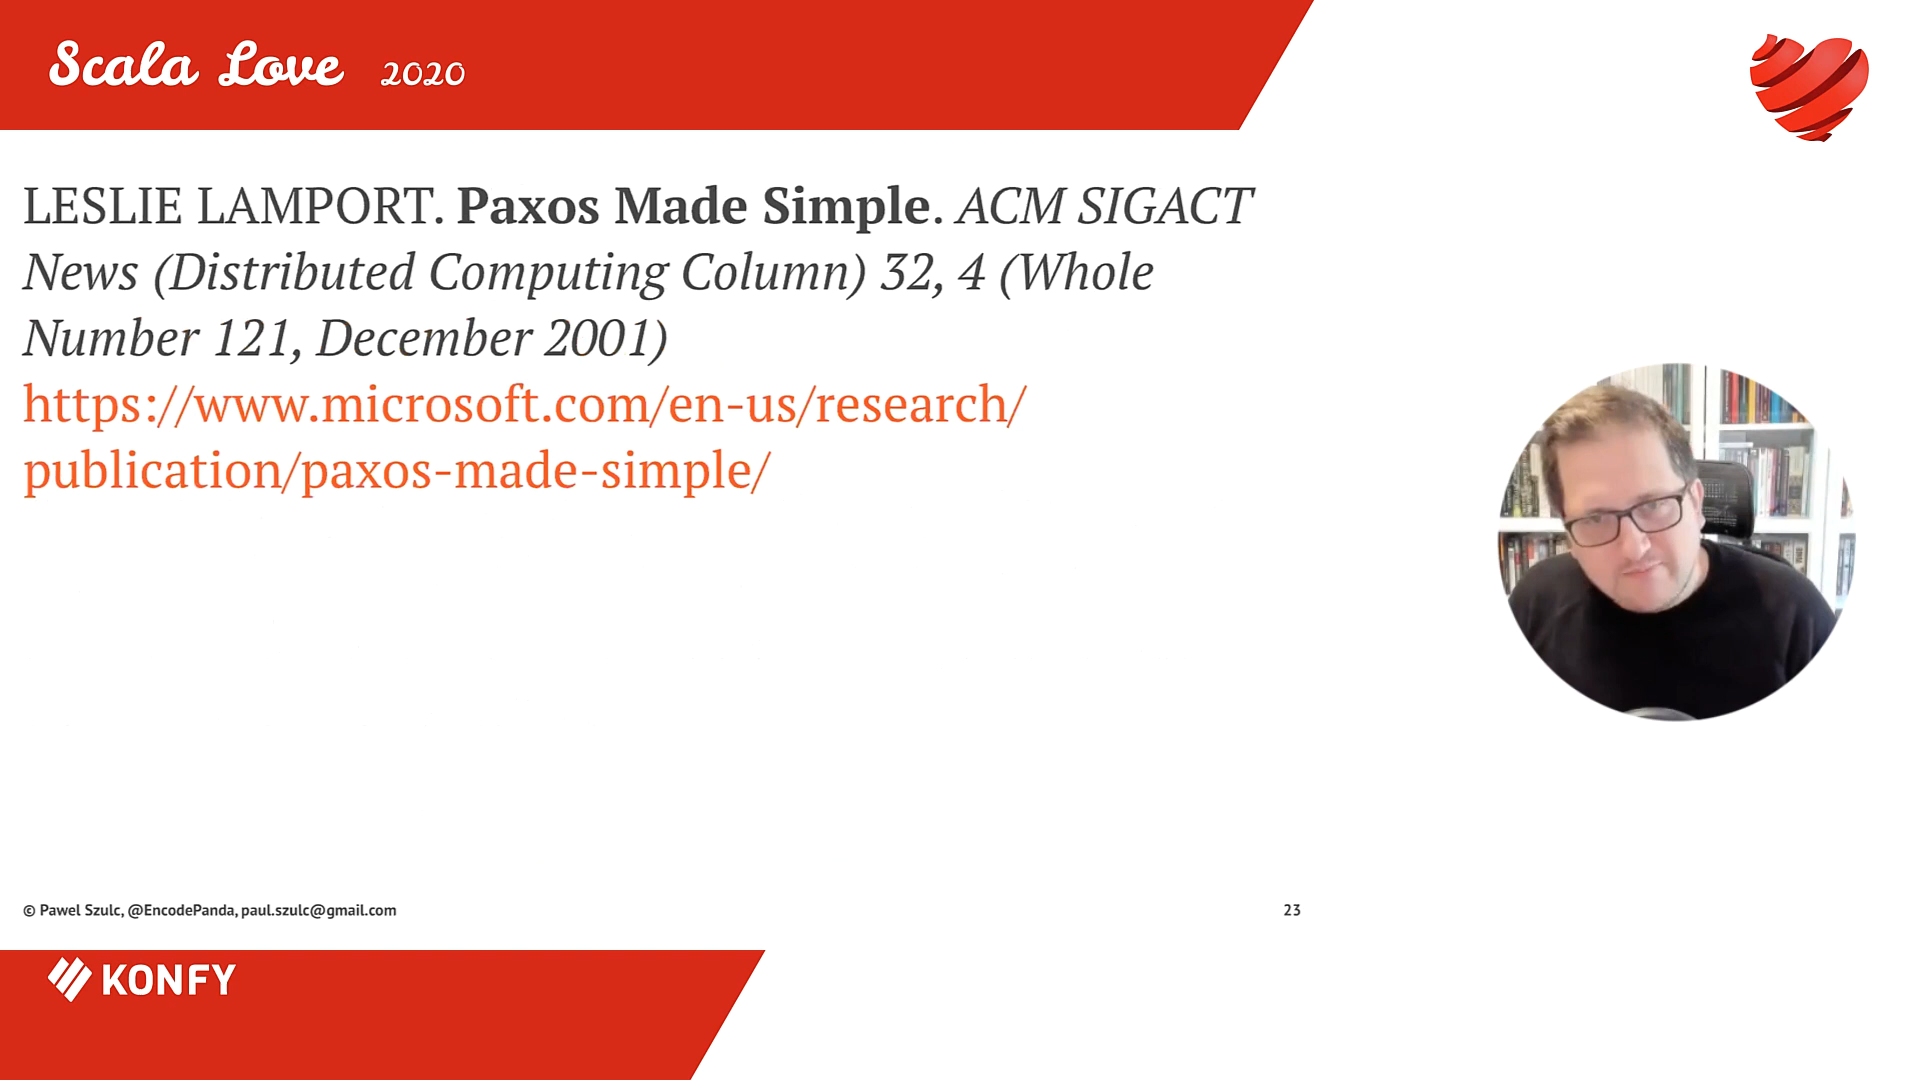 Scala Love 2020
LESLIE LAMPORT. Paxos Made Simple. ACM SIGACT
News (Distributed Computing Column) 32, 4 (Whole
Number 121, December 2001)
https://www.microsoft.com/en-us/research/
publication/paxos-made-simple/
© Pawel Szulc, @EncodePanda, paul.szulc@gmail.com
23
KONFY